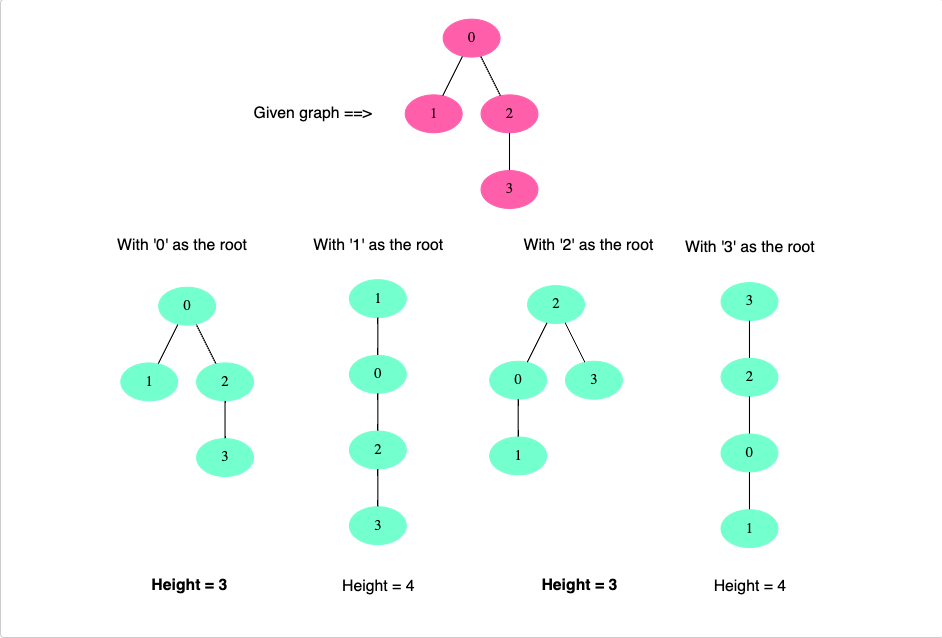 0
Given graph ==>
1 2
3
With '0' as the root With '1' as the root With '2' as the root With '3' as the root
0 1 2 3
1 2 0 0 3 2
3 2 1 0
3 1
Height = 3 Height = 4 Height = 3 Height = 4